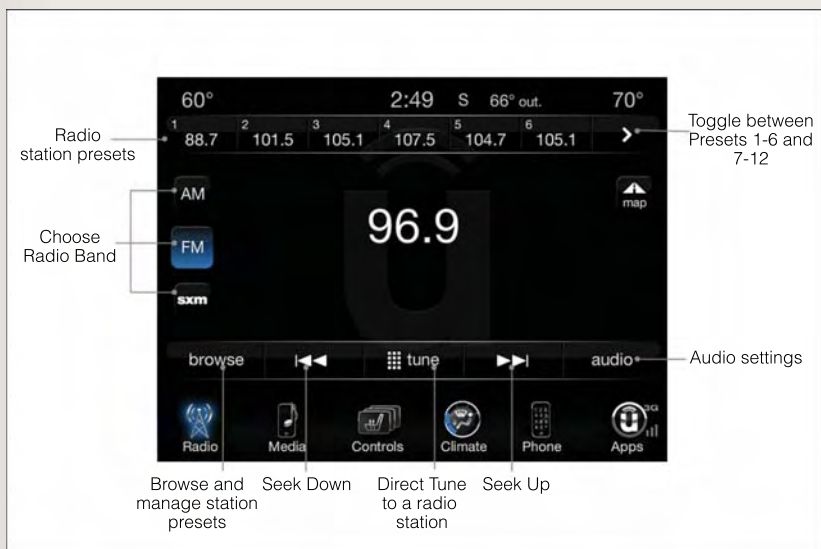 60° 2:49 S 66° out. 70°
1 88.7 2 101.5 3 105.1 4 107.5 5 104.7 6 105.1
Radio
station presets
Toggle between
Presets 1-6 and
7-12
AM
map
96.9
Choose
Radio Band
FM
sxm
browse tune audio
Audio settings
Radio Media Controls Climate Phone Apps
3G
Browse and
manage station
presets
Seek Down
Direct Tune
to a radio
station
Seek Up